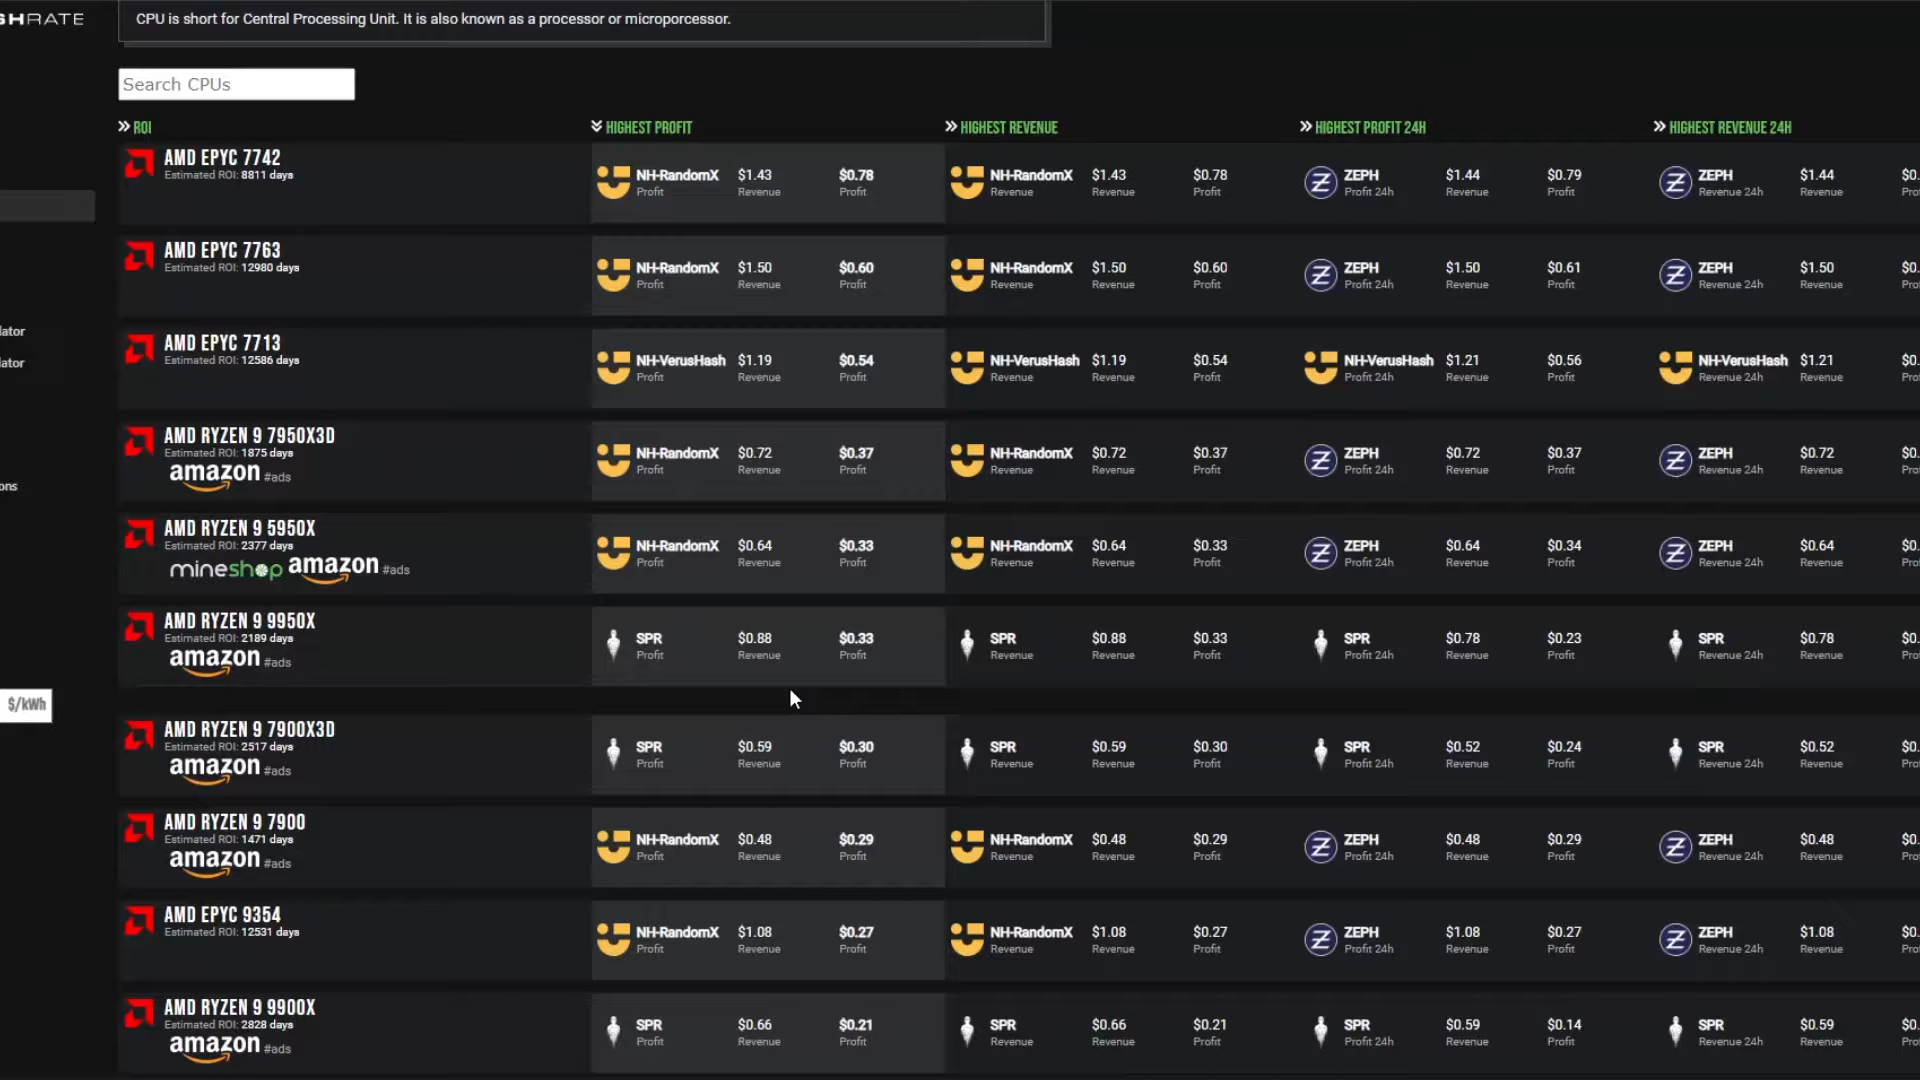 SHRATE
CPU is short for Central Processing Unit. It is also known as a processor or microporcessor.
Search CPUs
ROI HIGHEST PROFIT HIGHEST REVENUE HIGHEST PROFIT 24H HIGHEST REVENUE 24H
AMD EPYC 7742
Estimated ROI: 8811 days
NH-RandomX $1.43 $0.78 NH-RandomX $1.43 $0.78 ZEPH $1.44 $0.79 ZEPH $1.44 $0.
Profit Revenue Profit Revenue Revenue Profit Profit 24h Revenue Profit Revenue 24h Revenue Pro
AMD EPYC 7763
Estimated ROI: 12980 days
NH-RandomX $1.50 $0.60 NH-RandomX $1.50 $0.60 ZEPH $1.50 $0.61 ZEPH $1.50 $0.
Profit Revenue Profit Revenue Revenue Profit Profit 24h Revenue Profit Revenue 24h Revenue Pro
lator
AMD EPYC 7713
Estimated ROI: 12586 days
NH-VerusHash $1.19 $0.54 NH-VerusHash $1.19 $0.54 NH-VerusHash $1.21 $0.56 NH-VerusHash $1.21 $0.
Profit Revenue Profit Revenue Revenue Profit Profit 24h Revenue Profit Revenue 24h Revenue Pro
lator
AMD RYZEN 9 7950X3D
Estimated ROI: 1875 days
amazon #ads
NH-RandomX $0.72 $0.37 NH-RandomX $0.72 $0.37 ZEPH $0.72 $0.37 ZEPH $0.72 $0.
Profit Revenue Profit Revenue Revenue Profit Profit 24h Revenue Profit Revenue 24h Revenue Pro
ons
AMD RYZEN 9 5950X
Estimated ROI: 2377 days
mineshop amazon #ads
NH-RandomX $0.64 $0.33 NH-RandomX $0.64 $0.33 ZEPH $0.64 $0.34 ZEPH $0.64 $0.
Profit Revenue Profit Revenue Revenue Profit Profit 24h Revenue Profit Revenue 24h Revenue Pro
AMD RYZEN 9 9950X
Estimated ROI: 2189 days
amazon #ads
SPR $0.88 $0.33 SPR $0.88 $0.33 SPR $0.78 $0.23 SPR $0.78 $0.
Profit Revenue Profit Revenue Revenue Profit Profit 24h Revenue Profit Revenue 24h Revenue Pro
$/kWh
AMD RYZEN 9 7900X3D
Estimated ROI: 2517 days
amazon #ads
SPR $0.59 $0.30 SPR $0.59 $0.30 SPR $0.52 $0.24 SPR $0.52 $0.
Profit Revenue Profit Revenue Revenue Profit Profit 24h Revenue Profit Revenue 24h Revenue Pro
AMD RYZEN 9 7900
Estimated ROI: 1471 days
amazon #ads
NH-RandomX $0.48 $0.29 NH-RandomX $0.48 $0.29 ZEPH $0.48 $0.29 ZEPH $0.48 $0.
Profit Revenue Profit Revenue Revenue Profit Profit 24h Revenue Profit Revenue 24h Revenue Pro
AMD EPYC 9354
Estimated ROI: 12531 days
NH-RandomX $1.08 $0.27 NH-RandomX $1.08 $0.27 ZEPH $1.08 $0.27 ZEPH $1.08 $0.
Profit Revenue Profit Revenue Revenue Profit Profit 24h Revenue Profit Revenue 24h Revenue Pro
AMD RYZEN 9 9900X
Estimated ROI: 2828 days
amazon #ads
SPR $0.66 $0.21 SPR $0.66 $0.21 SPR $0.59 $0.14 SPR $0.59 $0.
Profit Revenue Profit Revenue Revenue Profit Profit 24h Revenue Profit Revenue 24h Revenue Pro